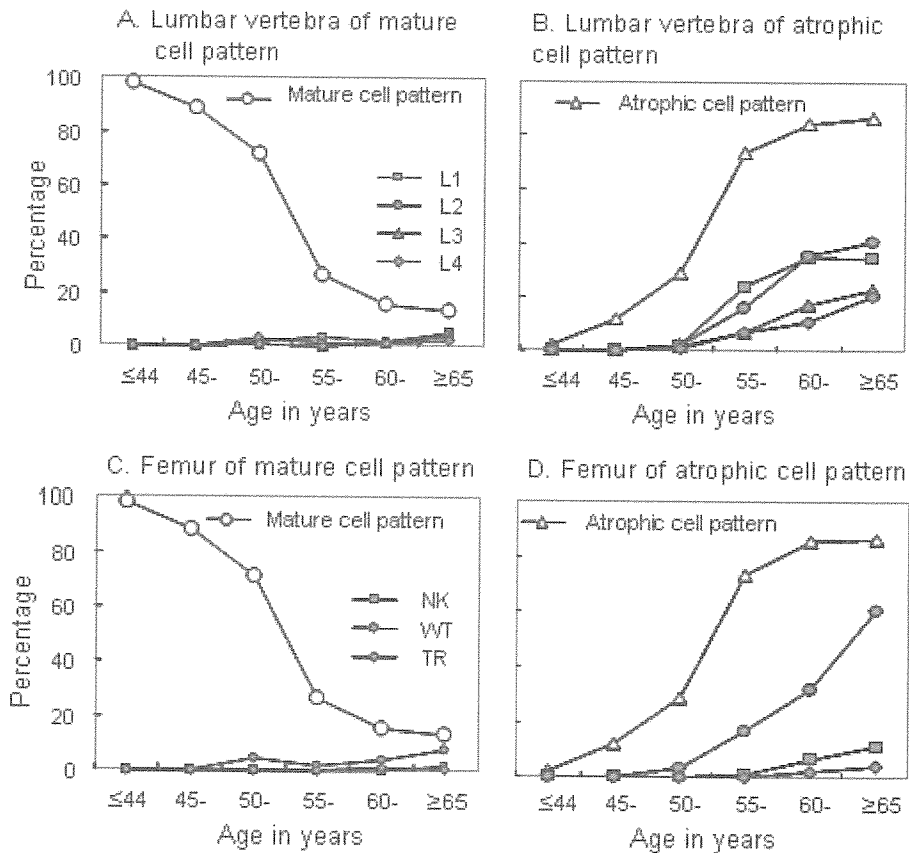 A. Lumbar vertebra of mature
cell pattern
B. Lumbar vertebra of atrophic
cell pattern
100
80
60
40
20
0
Percentage
Mature cell pattern
L1
L2
L3
L4
≤44 45- 50- 55- 60- ≥65
Age in years
Atrophic cell pattern
≤44 45- 50- 55- 60- ≥65
Age in years
C. Femur of mature cell pattern
D. Femur of atrophic cell pattern
100
80
60
40
20
0
Percentage
Mature cell pattern
NK
WT
TR
≤44 45- 50- 55- 60- ≥65
Age in years
Atrophic cell pattern
≤44 45- 50- 55- 60- ≥65
Age in years